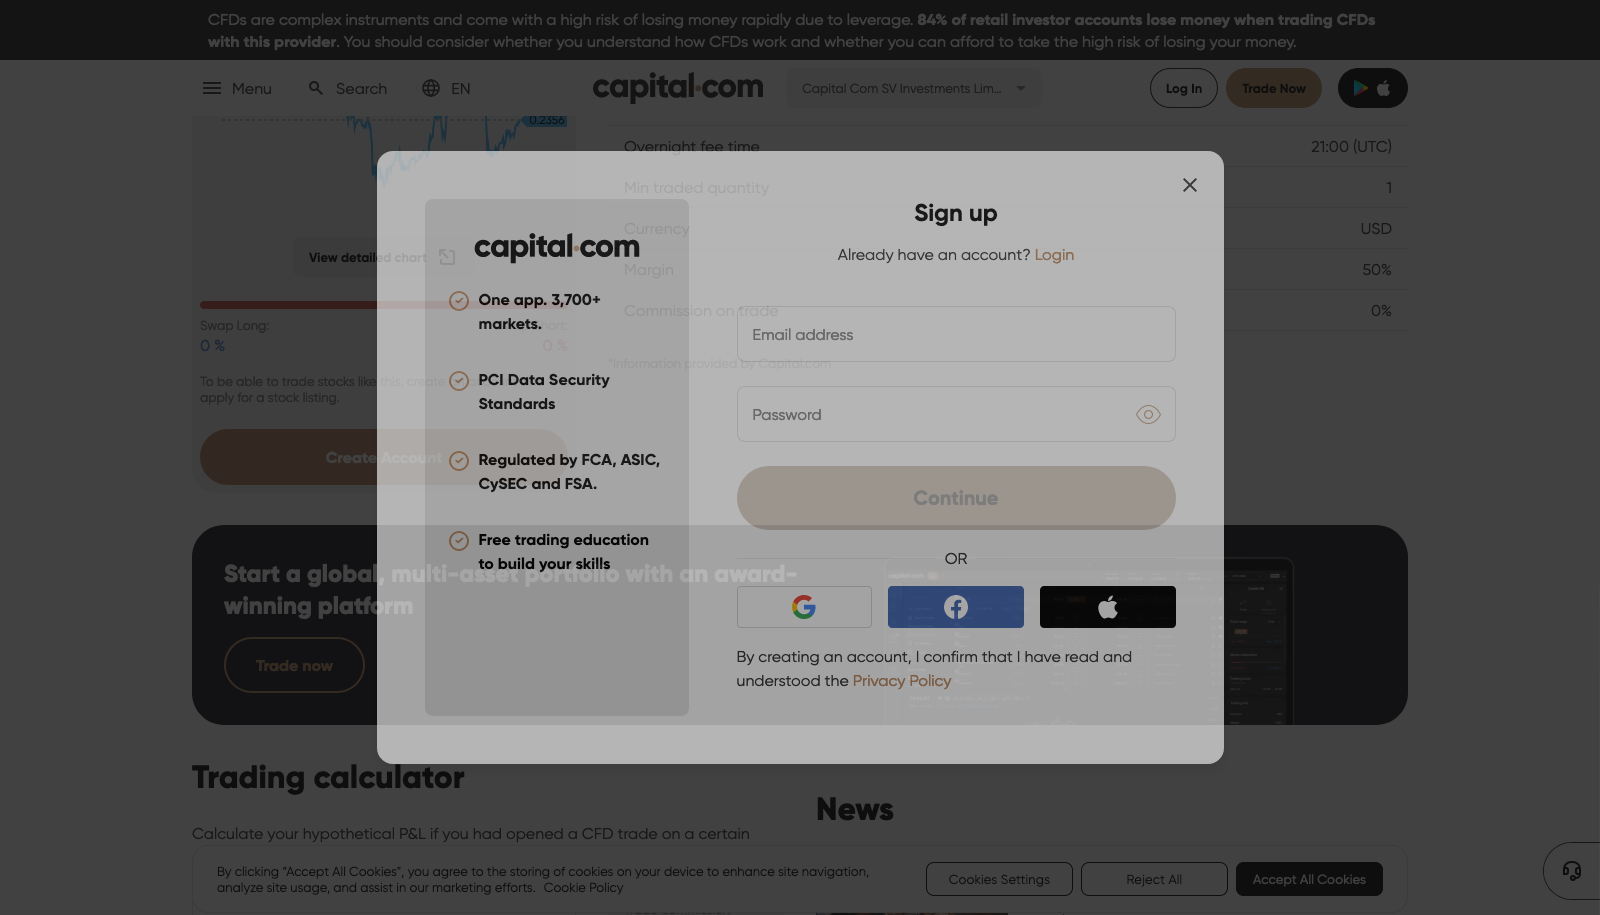 CFDs are complex instruments and come with a high risk of losing money rapidly due to leverage. 84% of retail investor accounts lose money when trading CFDs
with this provider. You should consider whether you understand how CFDs work and whether you can afford to take the high risk of losing your money.
Menu
Search
EN
capital.com
Capital Com SV Investments Lim...
Log In
Trade Now
0.2356
Overnight fee time
21:00 (UTC)
Min traded quantity
1
Currency
USD
Margin
50%
Commission on trade
0%
*Information provided by Capital.com
View detailed chart
Swap Long:
0 %
0 %
To be able to trade stocks like this, create
apply for a stock listing.
Create Account
capital.com
One app. 3,700+
markets.
PCI Data Security
Standards
Regulated by FCA, ASIC,
CySEC and FSA.
Free trading education
to build your skills
Sign up
Already have an account? Login
Email address
Password
Continue
OR
By creating an account, I confirm that I have read and
understood the Privacy Policy
Start a global, multi-asset portfolio with an award-
winning platform
Trade now
Trading calculator
News
Calculate your hypothetical P&L if you had opened a CFD trade on a certain
By clicking "Accept All Cookies", you agree to the storing of cookies on your device to enhance site navigation,
analyze site usage, and assist in our marketing efforts. Cookie Policy
Cookies Settings
Reject All
Accept All Cookies